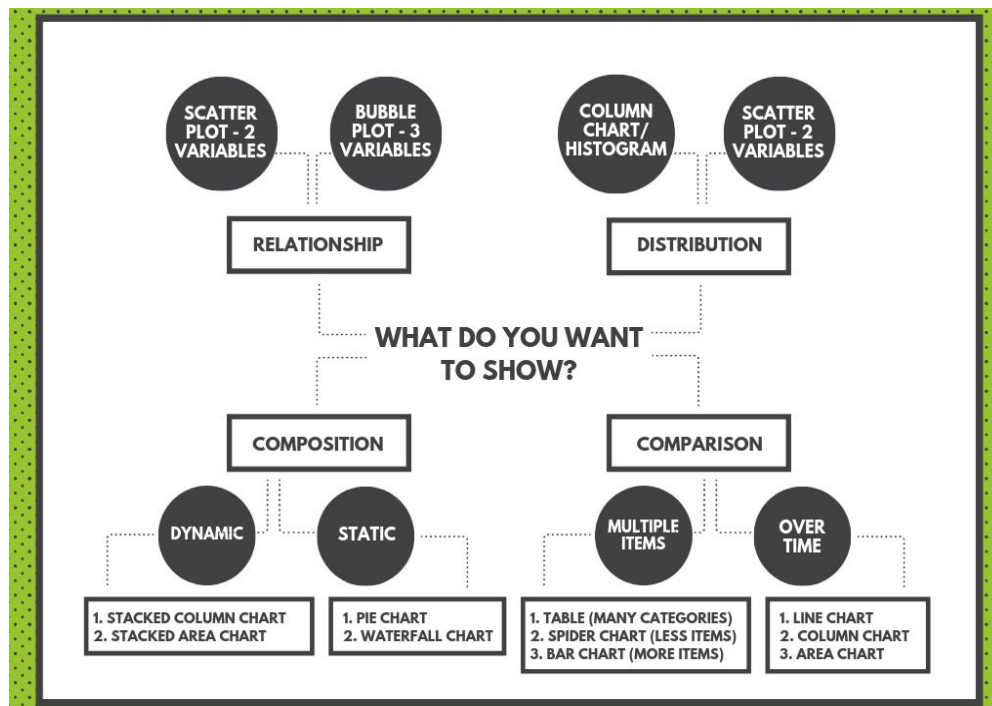 SCATTER
PLOT - 2
VARIABLES
BUBBLE
PLOT - 3
VARIABLES
COLUMN
CHART/
HISTOGRAM
SCATTER
PLOT - 2
VARIABLES
RELATIONSHIP
DISTRIBUTION
WHAT DO YOU WANT
TO SHOW?
COMPOSITION
COMPARISON
DYNAMIC
STATIC
MULTIPLE
ITEMS
OVER
TIME
1. STACKED COLUMN CHART
2. STACKED AREA CHART
1. PIE CHART
2. WATERFALL CHART
1. TABLE (MANY CATEGORIES)
2. SPIDER CHART (LESS ITEMS)
3. BAR CHART (MORE ITEMS)
1. LINE CHART
2. COLUMN CHART
3. AREA CHART